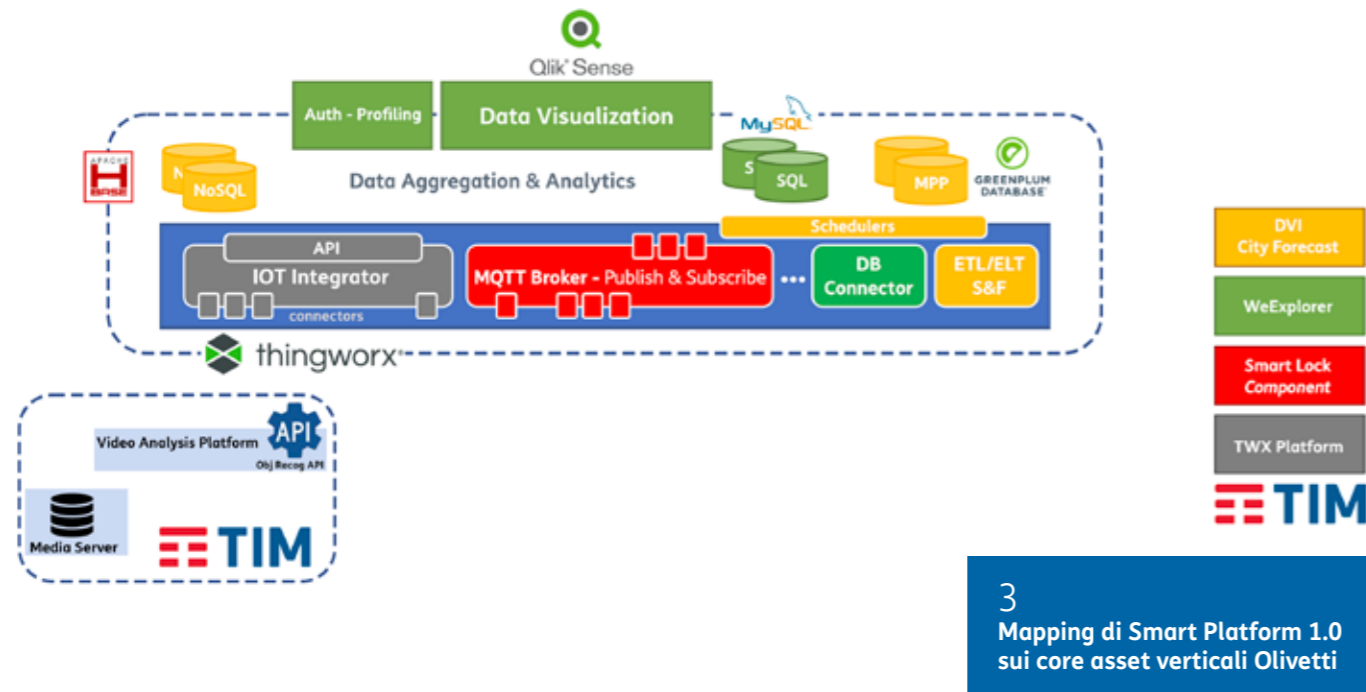 Qlik Sense
Auth - Profiling
Data Visualization
MySQL
APACHE
HBASE
NoSQL
Data Aggregation & Analytics
SQL
MPP
GREENPLUM
DATABASE
Schedulers
API
IOT Integrator
connectors
MQTT Broker - Publish & Subscribe
...
DB
Connector
ETL/ELT
S&F
thingworx
Video Analysis Platform
API
Obj Recog API
Media Server
TIM
DVI
City Forecast
WeExplorer
Smart Lock
Component
TWX Platform
TIM
3
Mapping di Smart Platform 1.0
sui core asset verticali Olivetti